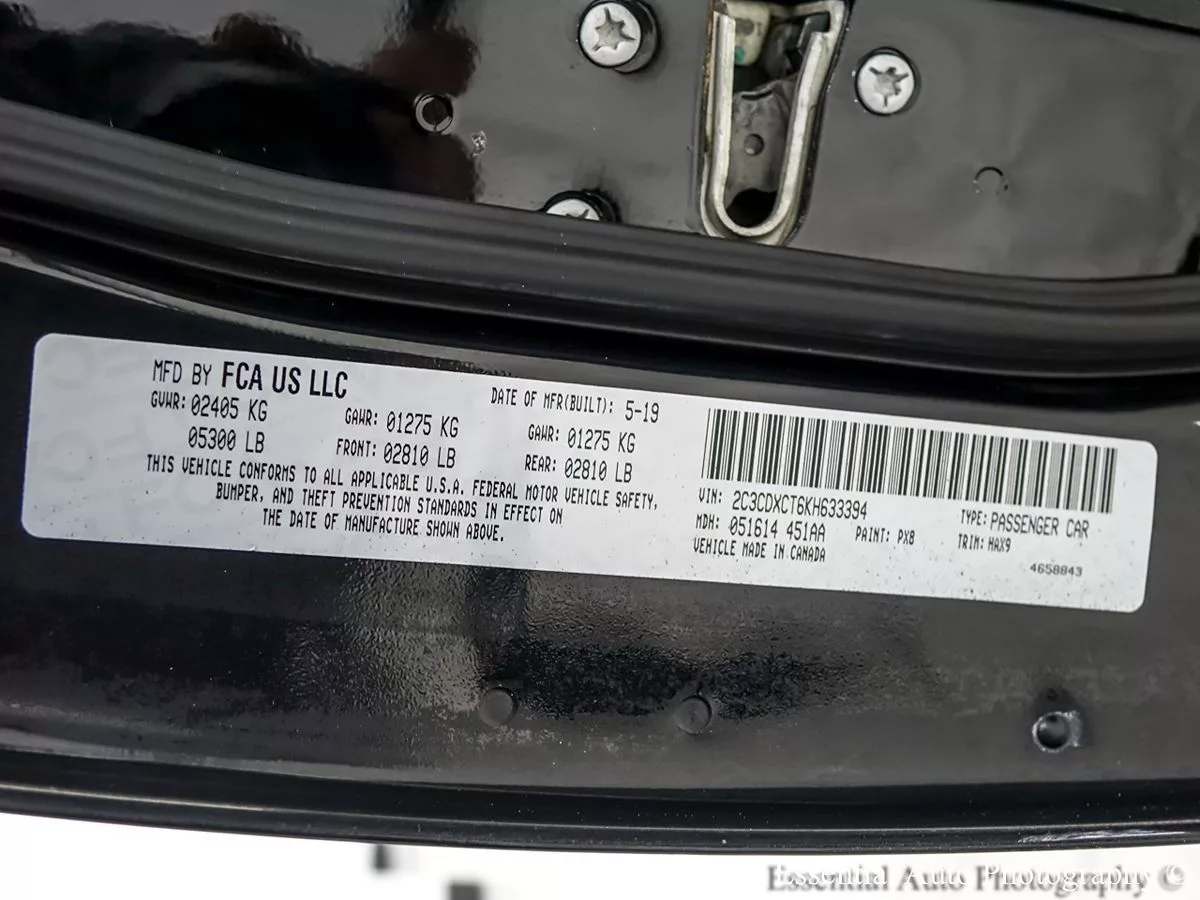 MFD BY FCA US LLC
DATE OF MFR(BUILT): 5-19
GVWR: 02405 KG
GAWR: 01275 KG
GAWR: 01275 KG
05300 LB
FRONT: 02810 LB
REAR: 02810 LB
THIS VEHICLE CONFORMS TO ALL APPLICABLE U.S.A. FEDERAL MOTOR VEHICLE SAFETY,
BUMPER, AND THEFT PREVENTION STANDARDS IN EFFECT ON
THE DATE OF MANUFACTURE SHOWN ABOVE.
VIN: 2C3CDXCT6KH633394
TYPE: PASSENGER CAR
MDH: 051614 451AA
PAINT: PX8
TRIM: HAX9
VEHICLE MADE IN CANADA
4658843
Essential Auto Photography ©